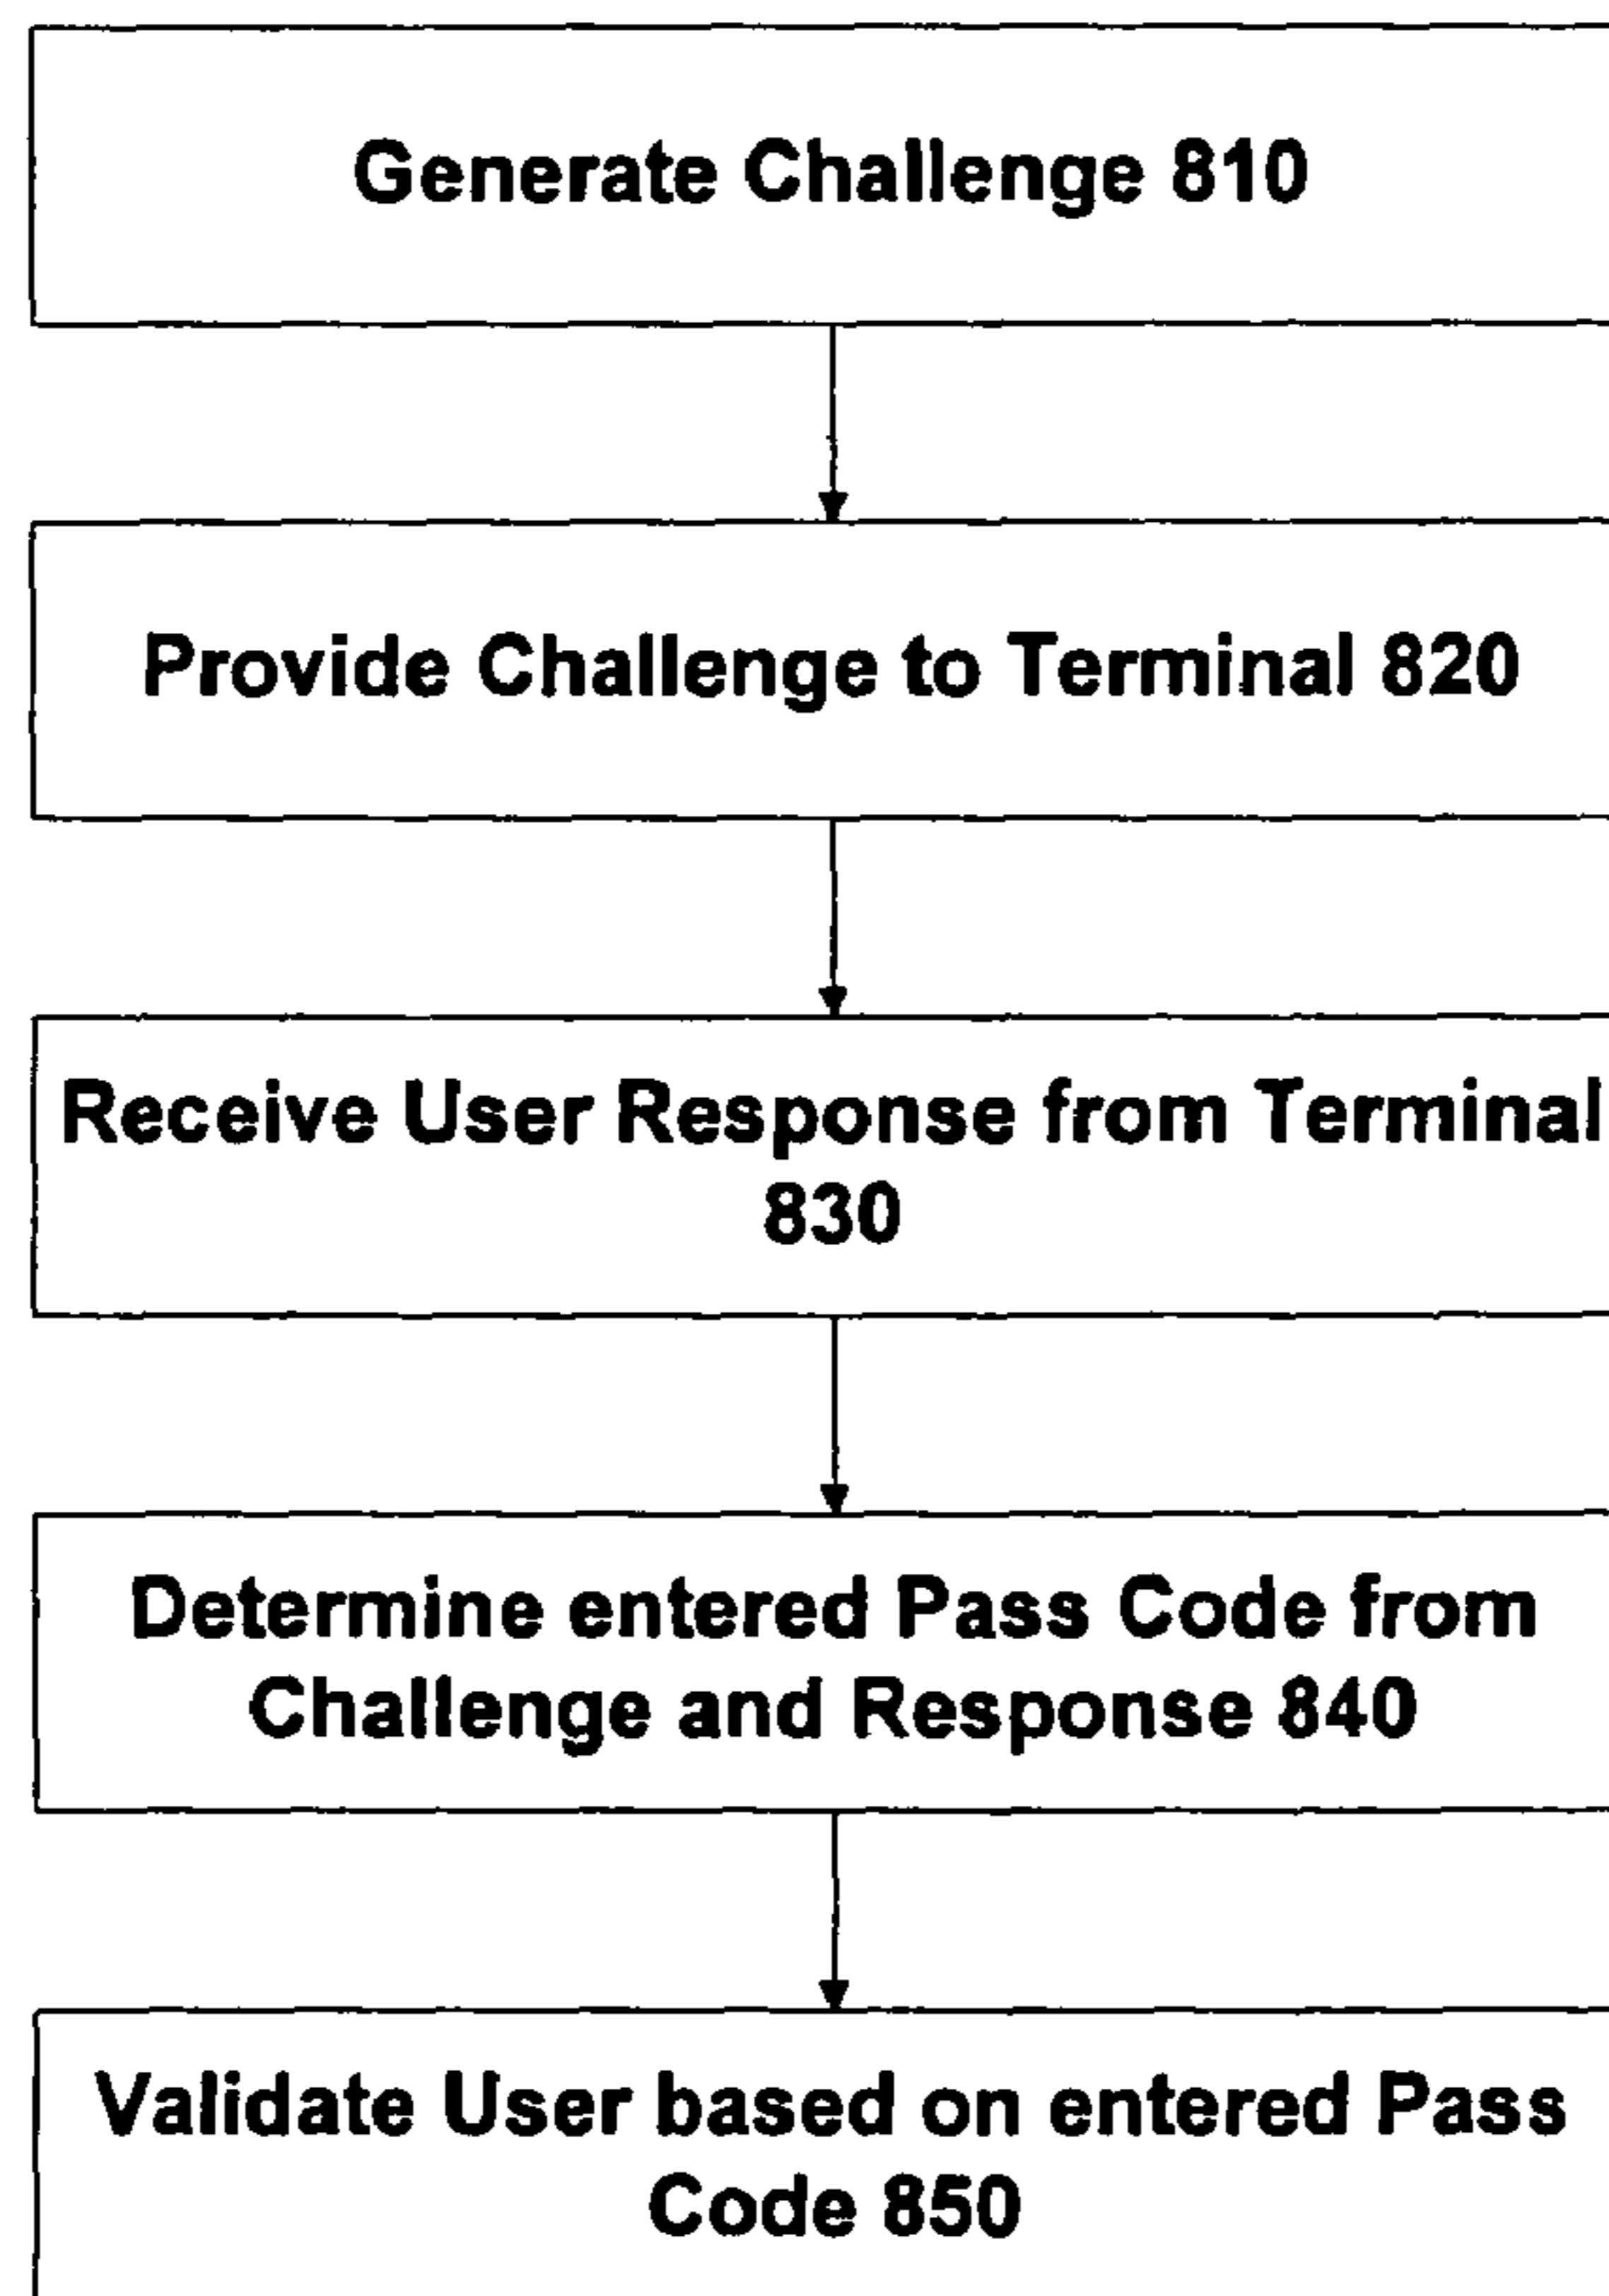 Generate Challenge 810
Provide Challenge to Terminal 820
Receive User Response from Terminal
830
Determine entered Pass Code from
Challenge and Response 840
Validate User based on entered Pass
Code 850